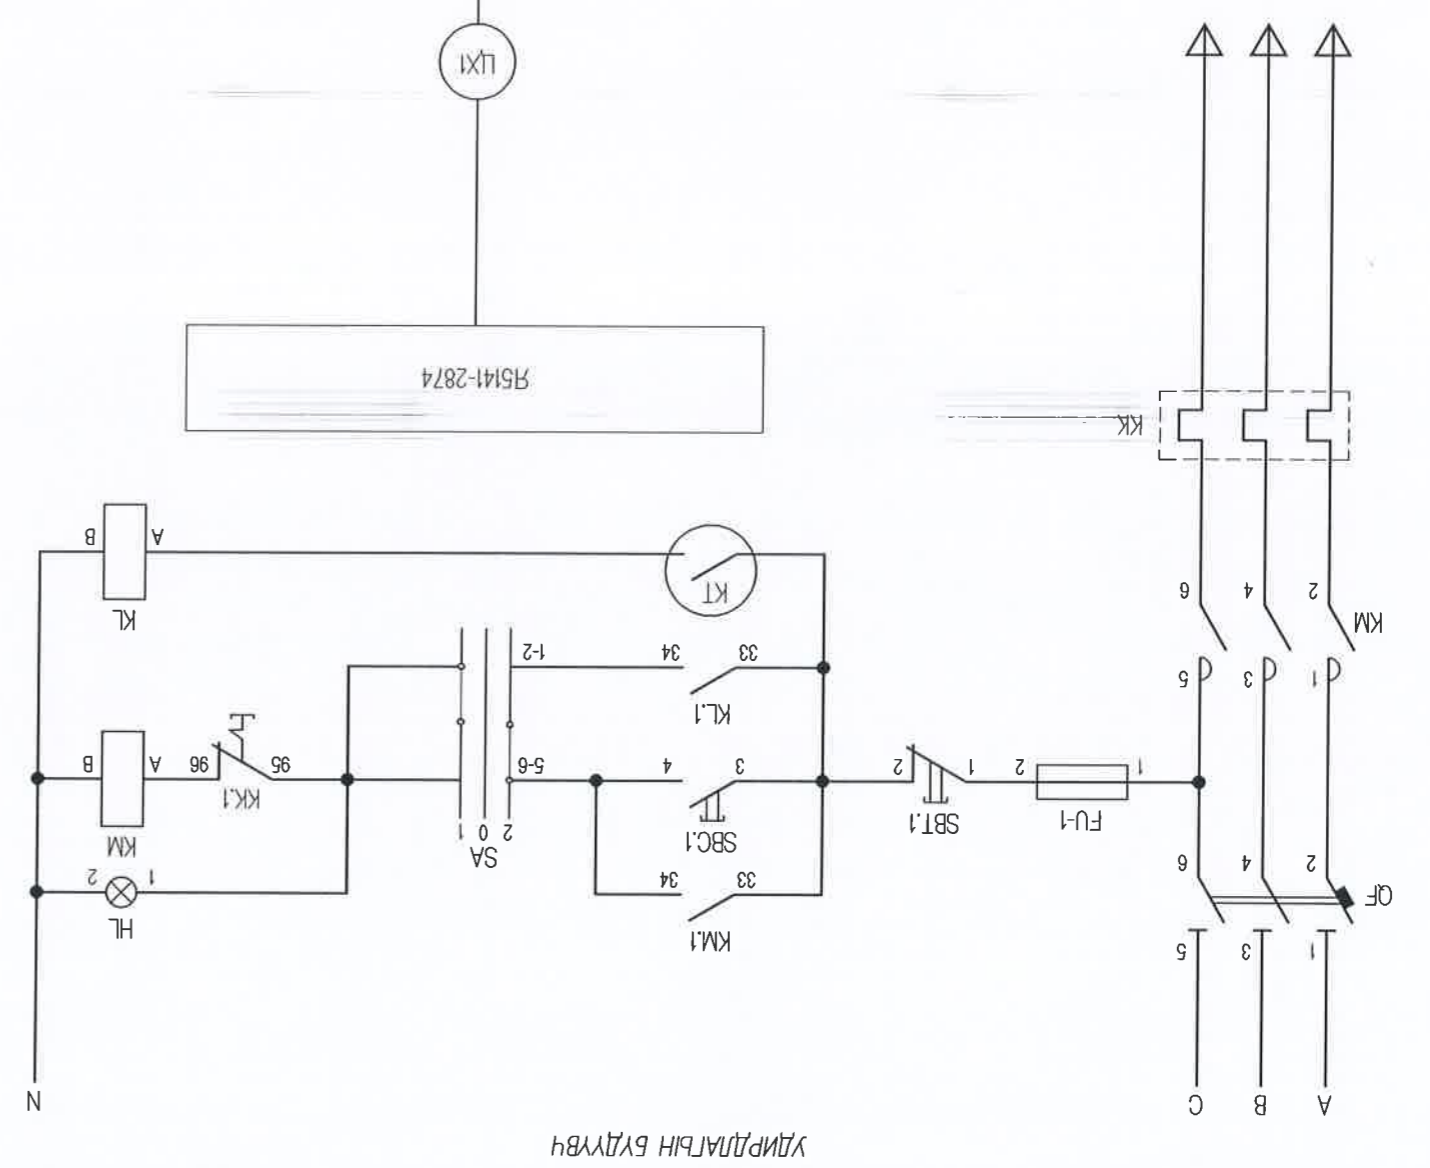 УДИРДЛАГЫН БҮДҮҮВЧ
A B C N
1 3 5
KM.1 HL
QF
33 34 1 2
2 4 6
SA
2 0 1
FU-1 SBT.1 SBC.1 KM
KK.1
1 2 1 2 3 4 5-6 95 96 A B
KL.1
1 3 5
33 34 1-2
KM
KL
2 4 6
KT
A B
KK
Я5141-2874
ЦХ1